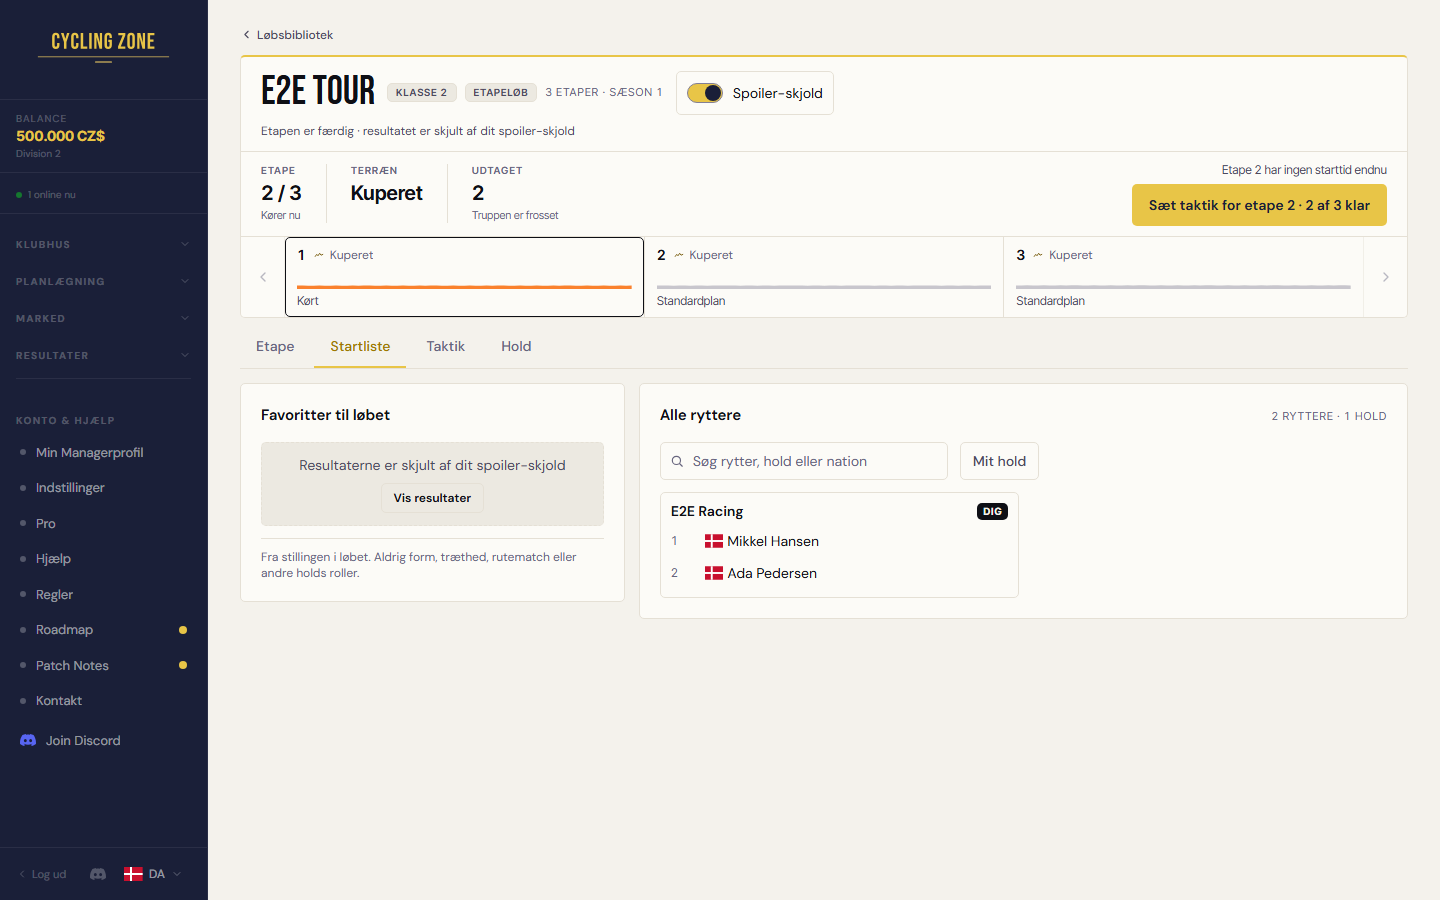 CYCLING ZONE
BALANCE
500.000 CZ$
Division 2
1 online nu
KLUBHUS
PLANLÆGNING
MARKED
RESULTATER
KONTO & HJÆLP
Min Managerprofil
Indstillinger
Pro
Hjælp
Regler
Roadmap
Patch Notes
Kontakt
Join Discord
Log ud
DA
Løbsbibliotek
E2E TOUR KLASSE 2 ETAPELØB 3 ETAPER · SÆSON 1 Spoiler-skjold
Etapen er færdig · resultatet er skjult af dit spoiler-skjold
ETAPE
2 / 3
Kører nu
TERRÆN
Kuperet
UDTAGET
2
Truppen er frosset
Etape 2 har ingen starttid endnu
Sæt taktik for etape 2 · 2 af 3 klar
1 Kuperet
Kørt
2 Kuperet
Standardplan
3 Kuperet
Standardplan
Etape Startliste Taktik Hold
Favoritter til løbet
Resultaterne er skjult af dit spoiler-skjold
Vis resultater
Fra stillingen i løbet. Aldrig form, træthed, rutematch eller
andre holds roller.
Alle ryttere
2 RYTTERE · 1 HOLD
Søg rytter, hold eller nation
Mit hold
E2E Racing DIG
1 Mikkel Hansen
2 Ada Pedersen